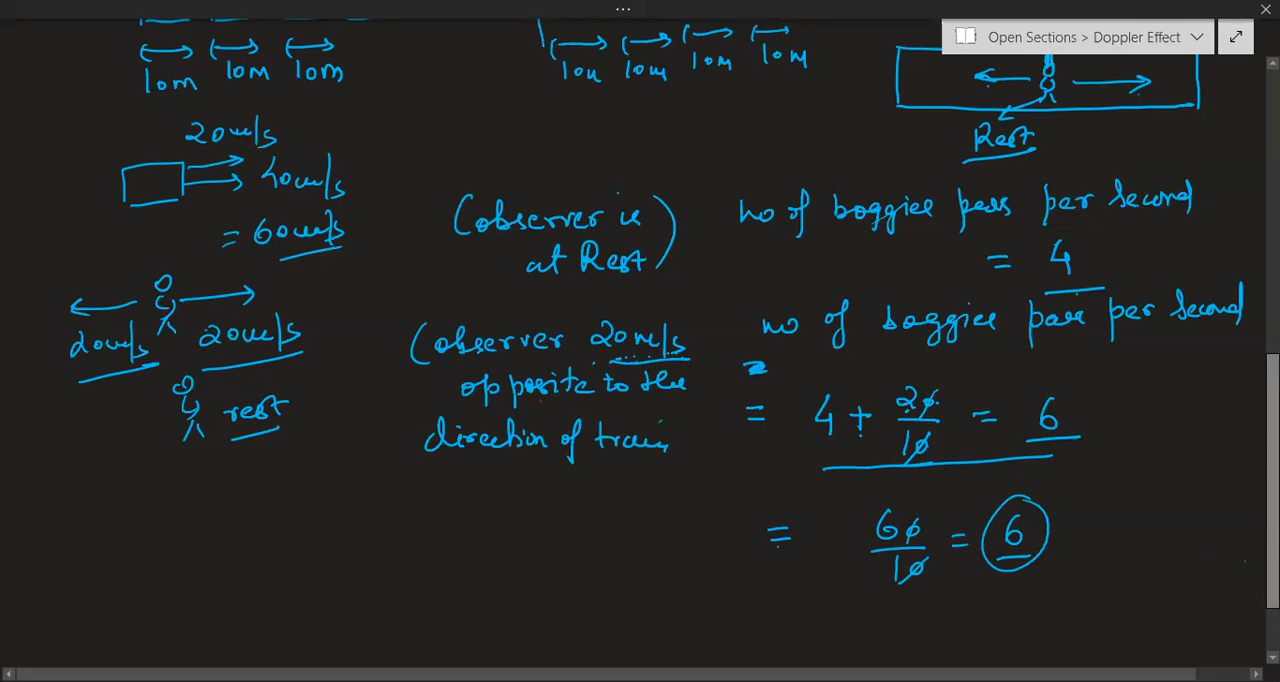 ...
Open Sections > Doppler Effect
10m 10m 10m
10m 10m 10m 10m
Rest
20m/s
40m/s
= 60m/s
(observer is
at Rest)
no of boggies pass per second
= 4
20m/s 20m/s
rest
(observer 20m/s
opposite to the
direction of train
no of boggies pass per second
= 4 + 20/10 = 6
= 60/10 = 6